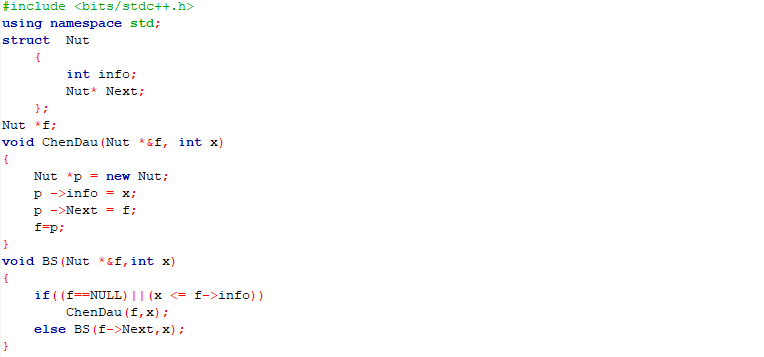 #include <bits/stdc++.h>
using namespace std;
struct  Nut
    {
        int info;
        Nut* Next;
    };
Nut *f;
void ChenDau(Nut *&f, int x)
{
    Nut *p = new Nut;
    p ->info = x;
    p ->Next = f;
    f=p;
}
void BS(Nut *&f,int x)
{
    if((f==NULL)||(x <= f->info))
        ChenDau(f,x);
    else BS(f->Next,x);
}